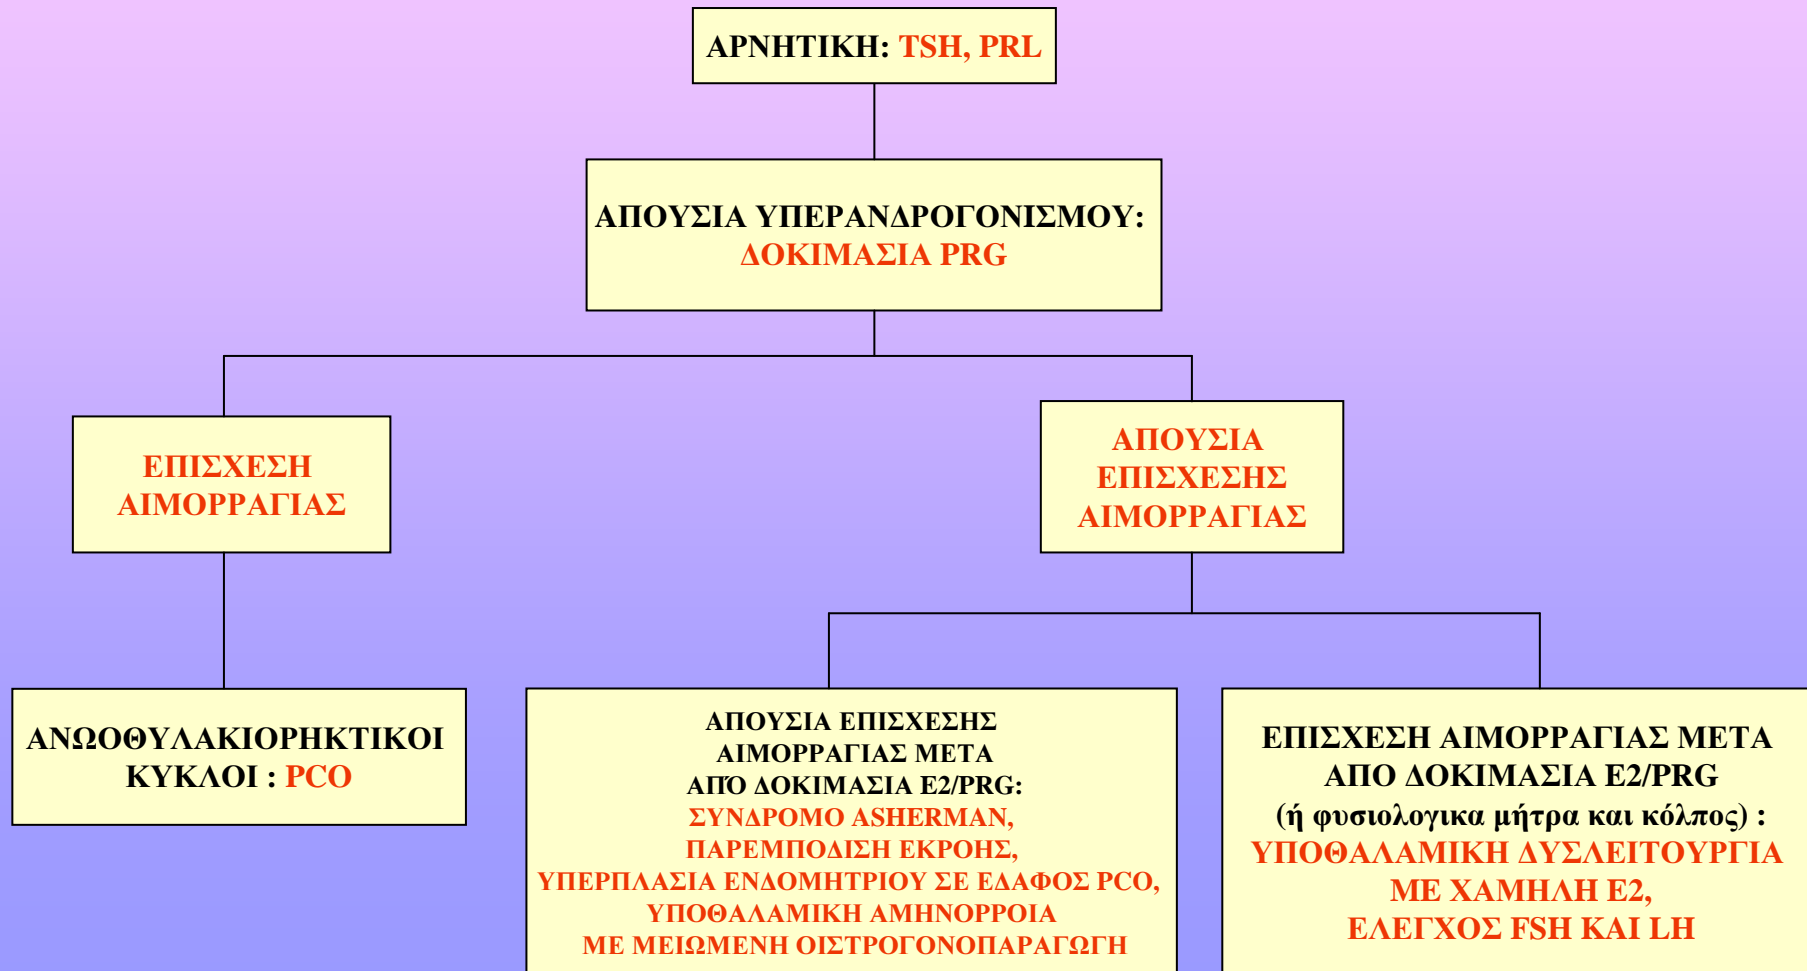 ΑΡΝΗΤΙΚΗ: TSH, PRL
ΑΠΟΥΣΙΑ ΥΠΕΡΑΝΔΡΟΓΟΝΙΣΜΟΥ:
ΔΟΚΙΜΑΣΙΑ PRG
ΕΠΙΣΧΕΣΗ
ΑΙΜΟΡΡΑΓΙΑΣ
ΑΠΟΥΣΙΑ
ΕΠΙΣΧΕΣΗΣ
ΑΙΜΟΡΡΑΓΙΑΣ
ΑΝΩΟΘΥΛΑΚΙΟΡΗΚΤΙΚΟΙ
ΚΥΚΛΟΙ : PCO
ΑΠΟΥΣΙΑ ΕΠΙΣΧΕΣΗΣ
ΑΙΜΟΡΡΑΓΙΑΣ ΜΕΤΑ
ΑΠΌ ΔΟΚΙΜΑΣΙΑ E2/PRG:
ΣΥΝΔΡΟΜΟ ASHERMAN,
ΠΑΡΕΜΠΟΔΙΣΗ ΕΚΡΟΗΣ,
ΥΠΕΡΠΛΑΣΙΑ ΕΝΔΟΜΗΤΡΙΟΥ ΣΕ ΕΔΑΦΟΣ PCO,
ΥΠΟΘΑΛΑΜΙΚΗ ΑΜΗΝΟΡΡΟΙΑ
ΜΕ ΜΕΙΩΜΕΝΗ ΟΙΣΤΡΟΓΟΝΟΠΑΡΑΓΩΓΗ
ΕΠΙΣΧΕΣΗ ΑΙΜΟΡΡΑΓΙΑΣ ΜΕΤΑ
ΑΠΟ ΔΟΚΙΜΑΣΙΑ E2/PRG
(ή φυσιολογικα μήτρα και κόλπος) :
ΥΠΟΘΑΛΑΜΙΚΗ ΔΥΣΛΕΙΤΟΥΡΓΙΑ
ΜΕ ΧΑΜΗΛΗ E2,
ΕΛΕΓΧΟΣ FSH ΚΑΙ LH